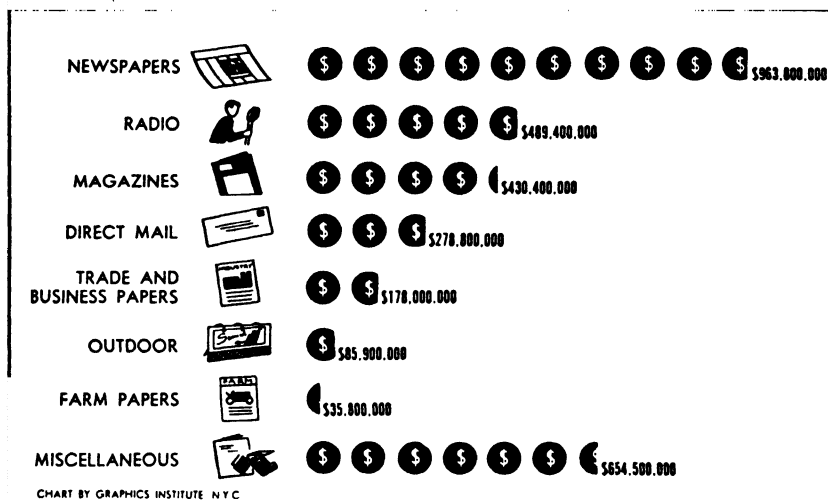 NEWSPAPERS $963.800.000
RADIO $489.400.000
MAGAZINES $430.400.000
DIRECT MAIL $278.800.000
INDUSTRY
TRADE AND
BUSINESS PAPERS $178.000.000
OUTDOOR $85.900.000
FARM
FARM PAPERS $35.800.000
MISCELLANEOUS $654.500.000
CHART BY GRAPHICS INSTITUTE N Y C